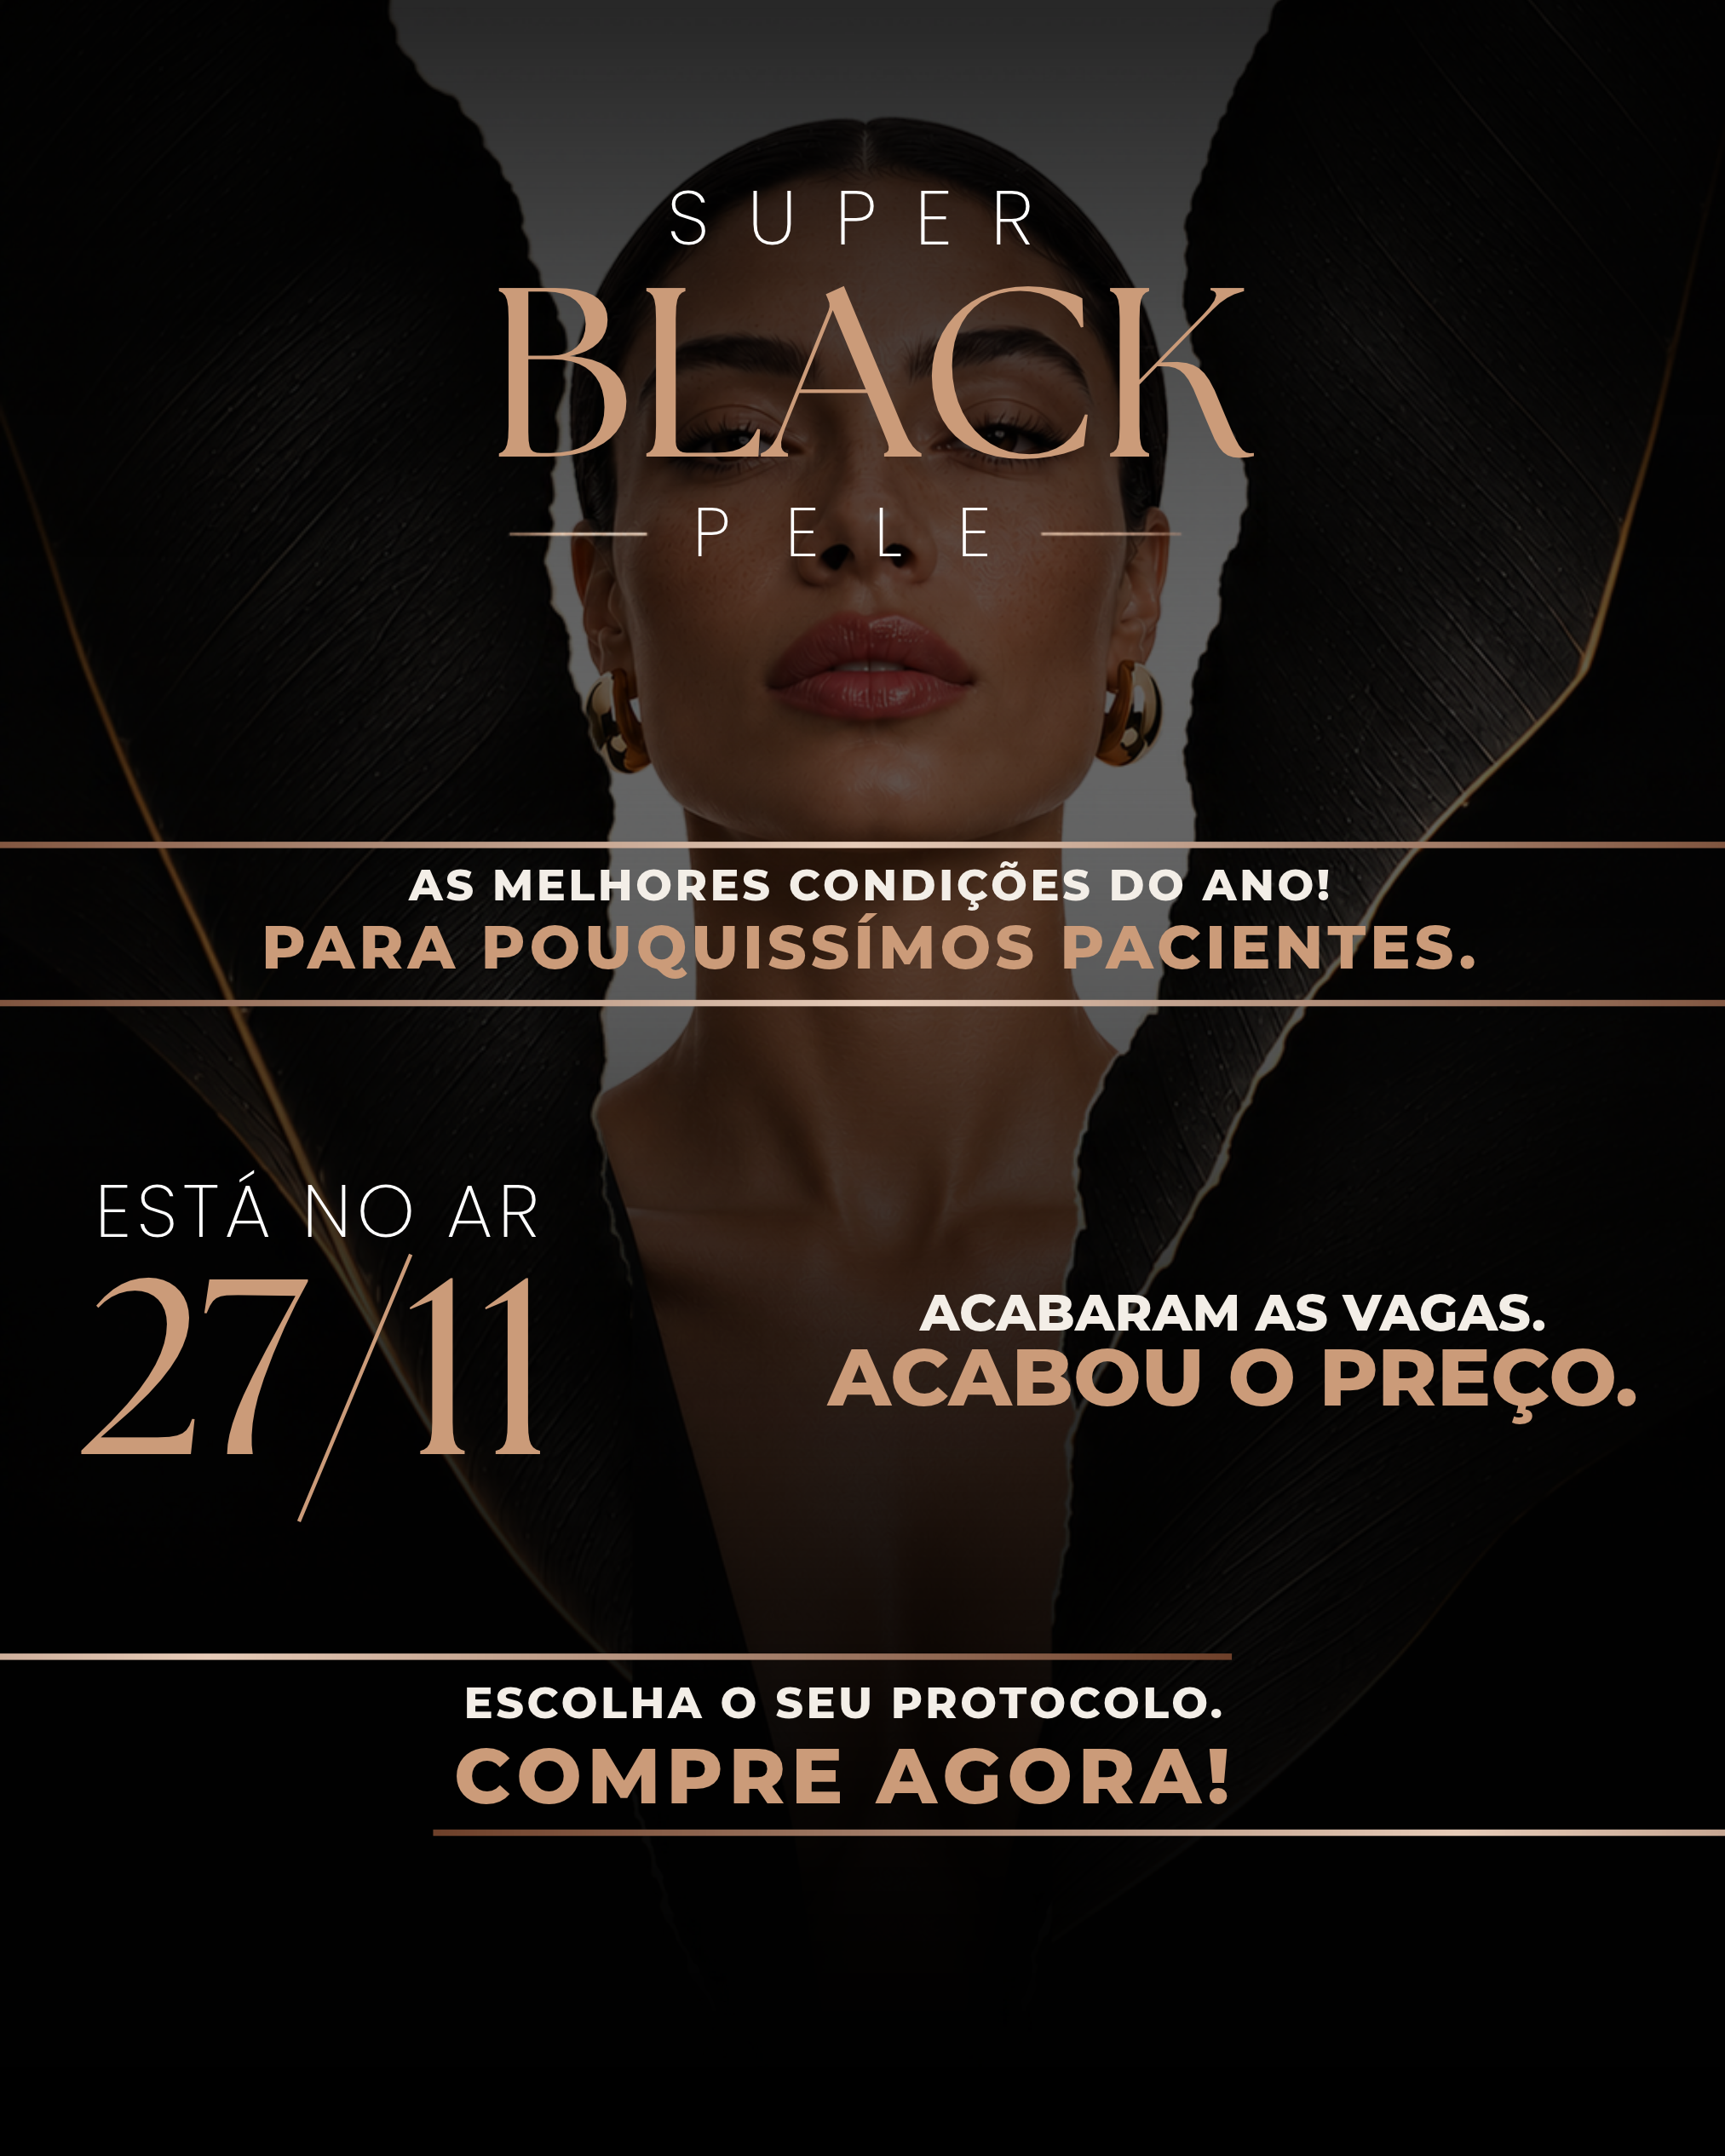 SUPER
BLACK
PELE
AS MELHORES CONDIÇÕES DO ANO!
PARA POUQUISSÍMOS PACIENTES.
ESTÁ NO AR
27/11
ACABARAM AS VAGAS.
ACABOU O PREÇO.
ESCOLHA O SEU PROTOCOLO.
COMPRE AGORA!